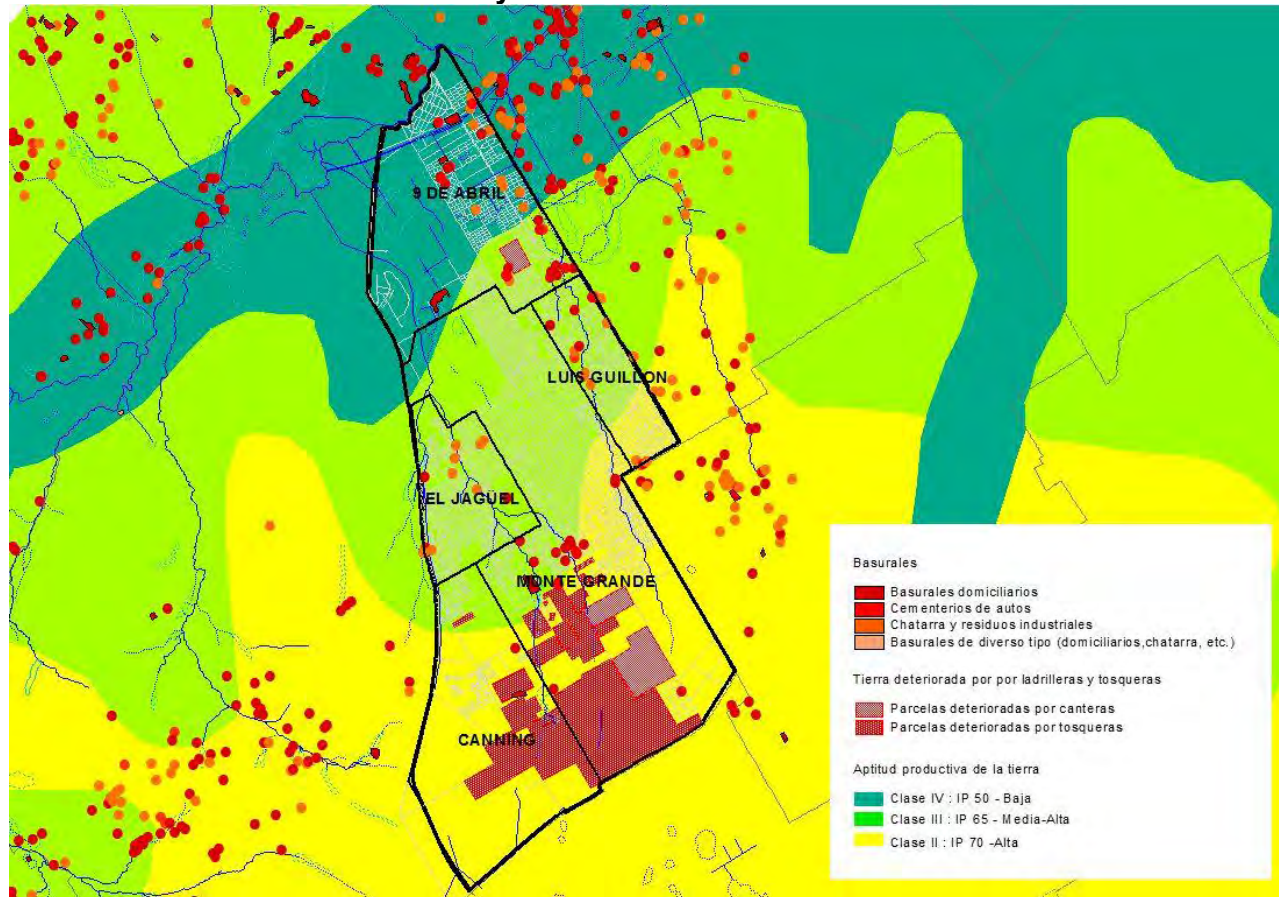 y
9 DE ABRIL
LUIS GUILLON
EL JAGÜEL
MONTE GRANDE
CANNING
Basurales
Basurales domiciliarios
Cementerios de autos
Chatarra y residuos industriales
Basurales de diverso tipo (domiciliarios,chatarra, etc.)
Tierra deteriorada por por ladrilleras y tosqueras
Parcelas deterioradas por canteras
Parcelas deterioradas por tosqueras
Aptitud productiva de la tierra
Clase IV : IP 50 - Baja
Clase III : IP 65 - Media-Alta
Clase II : IP 70 -Alta